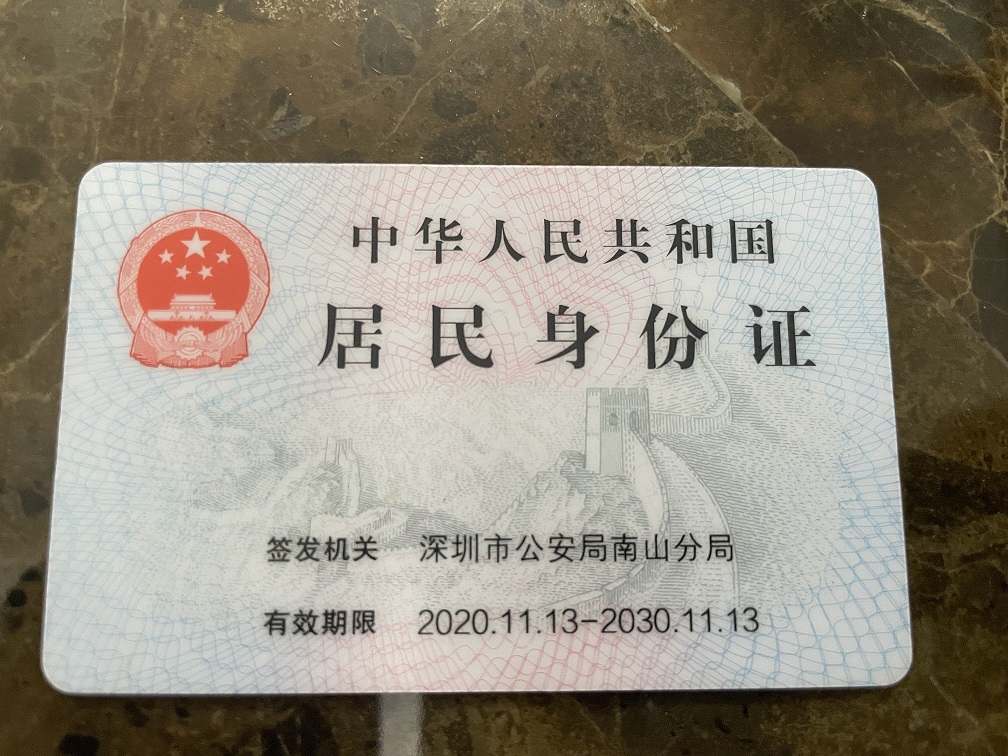 中华人民共和国
居民身份证
签发机关 深圳市公安局南山分局
有效期限 2020.11.13-2030.11.13